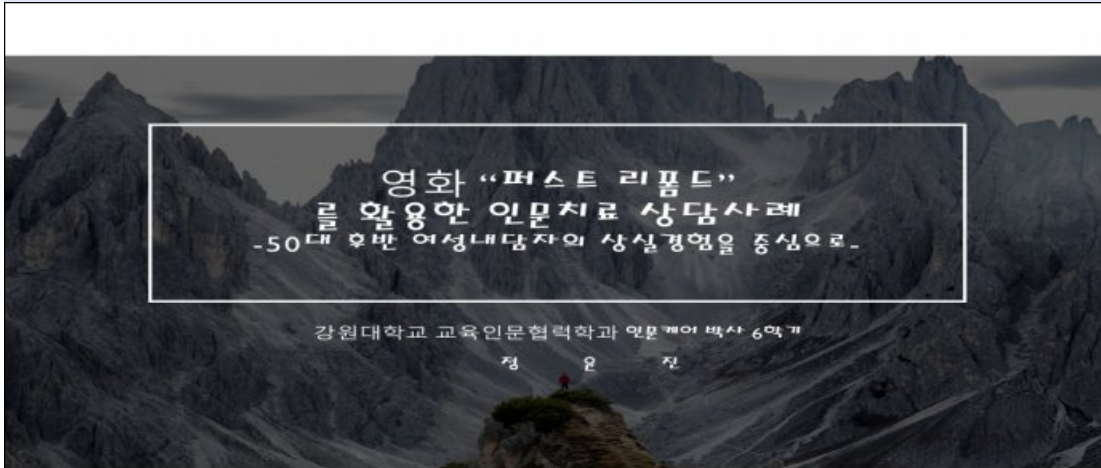 영화 “퍼스트 리폼드”
를 활용한 인문치료 상담사례
-50대 후반 여성내담자의 상실경험을 중심으로-
강원대학교 교육인문협력학과 인문케어 박사 6학기
정 윤 진